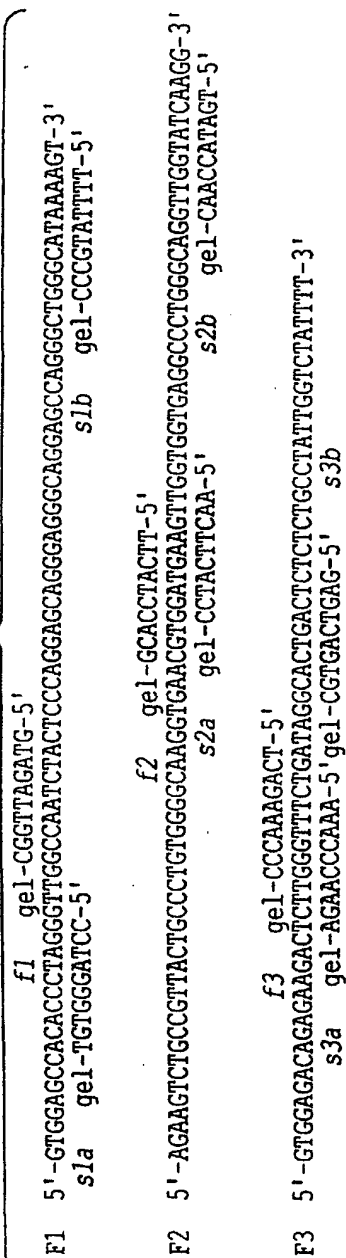 f1 gel-CGGTTAGATG-5'
F1 5'-GTGGAGCCACACCCTAGGGTTGGCCAATCTACTCCCAGGAGCAGGGAGGGCAGGAGCCAGGGCTGGGCATAAAAGT-3'
s1a gel-TGTGGGATCC-5' s1b gel-CCCGTATTTT-5'
f2 gel-GCACCTACTT-5'
F2 5'-AGAAGTCTGCCGTTACTGCCCTGTGGGGCAAGGTGAACGTGGATGAAGTTGGTGGTGAGGCCCTGGGCAGGTTGGTATCAAGG-3'
s2a gel-CCTACTTCAA-5' s2b gel-CAACCATAGT-5'
f3 gel-CCCAAAGACT-5'
F3 5'-GTGGAGACAGAGAAGACTCTTGGGTTTCTGATAGGCACTGACTCTCTCTGCCTATTGGTCTATTTT-3'
s3a gel-AGAACCCAAA-5' gel-CGTGACTGAG-5' s3b